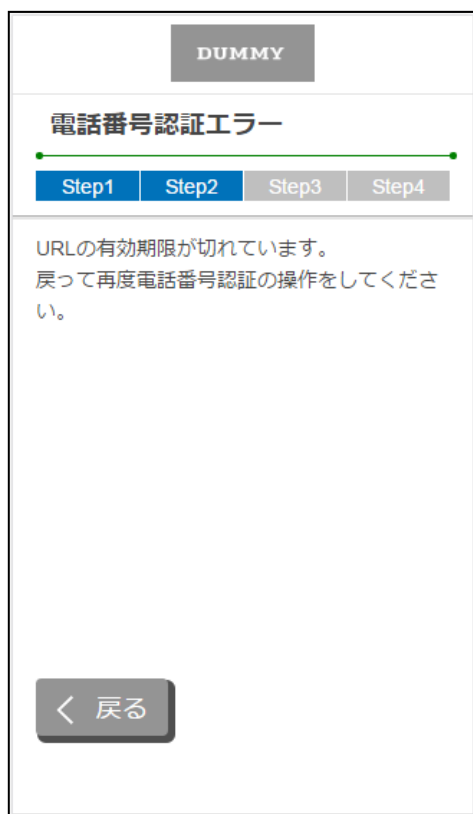 DUMMY
電話番号認証エラー
Step1 Step2 Step3 Step4
URLの有効期限が切れています。
戻って再度電話番号認証の操作をしてくださ
い。
戻る